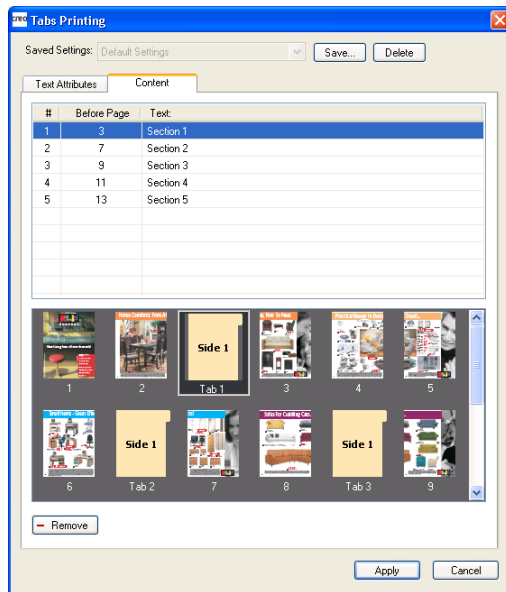 creo Tabs Printing
Saved Settings: Default Settings Save... Delete
Text Attributes Content
# Before Page Text:
1 3 Section 1
2 7 Section 2
3 9 Section 3
4 11 Section 4
5 13 Section 5
Side 1
1 2 Tab 1 3 4 5
Side 1 Side 1
6 Tab 2 7 8 Tab 3 9
Remove
Apply Cancel